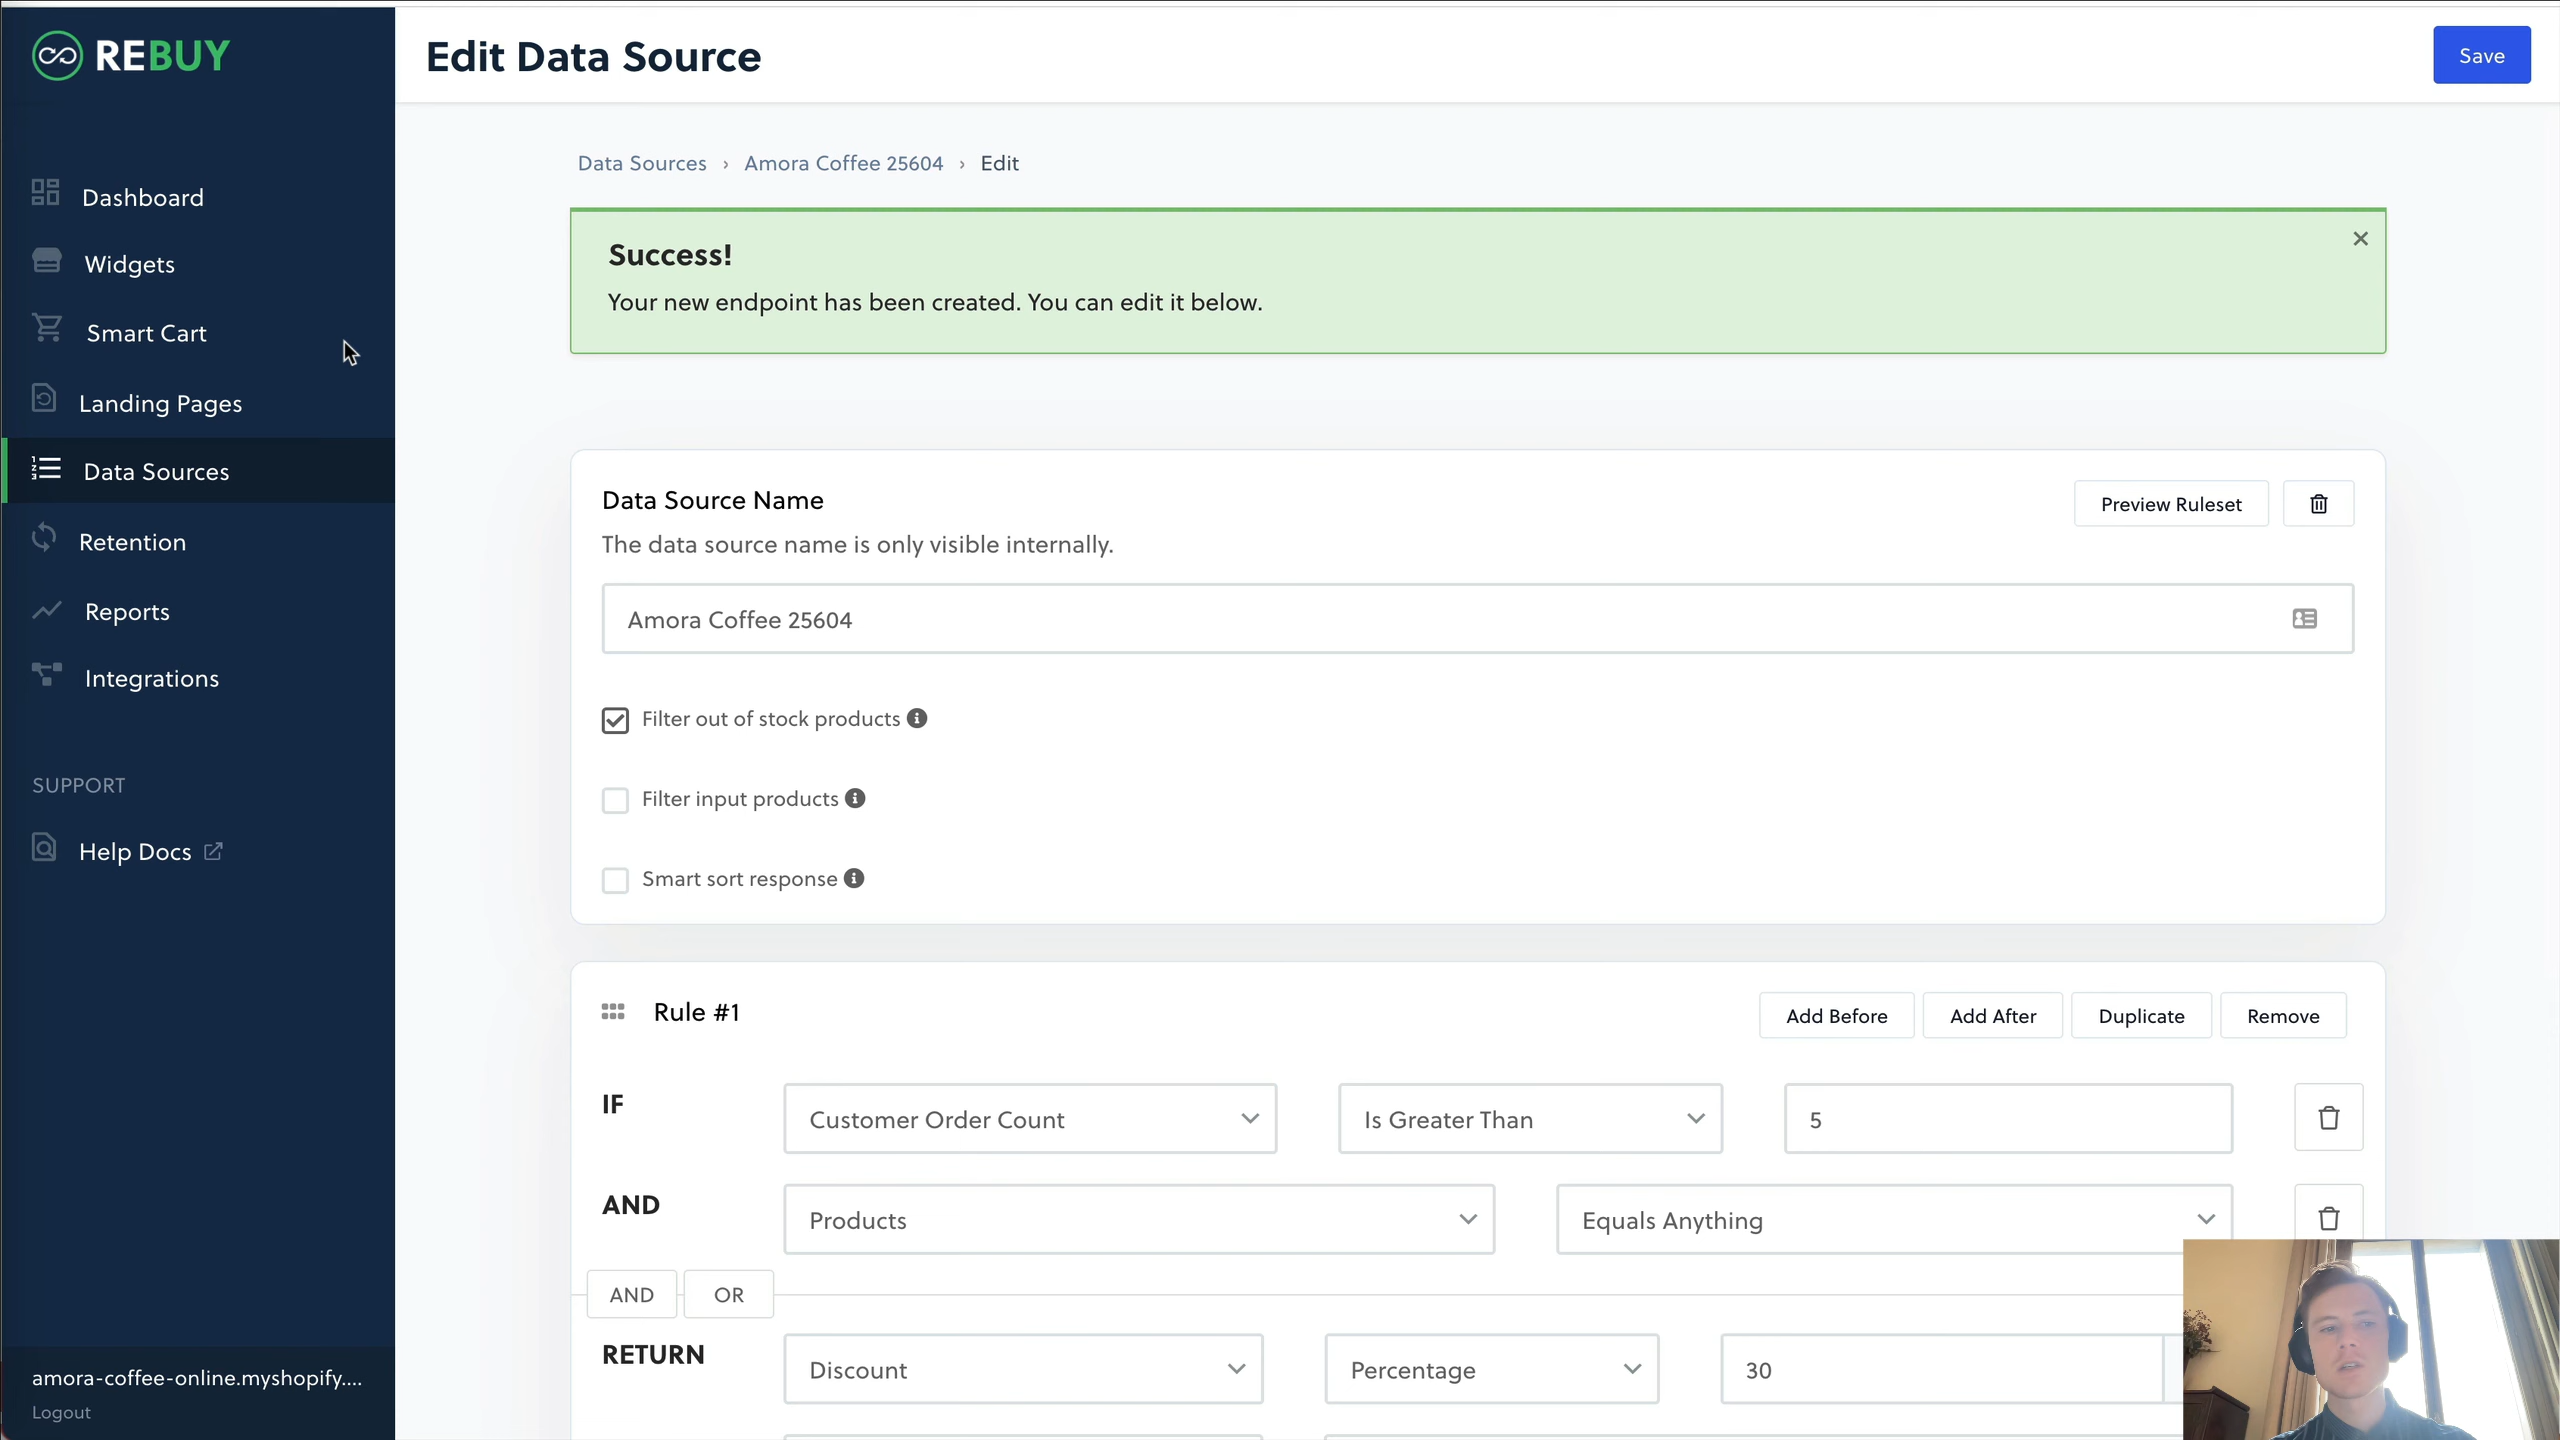 REBUY
Edit Data Source
Save
Dashboard
Widgets
Smart Cart
Landing Pages
Data Sources
Retention
Reports
Integrations
SUPPORT
Help Docs
amora-coffee-online.myshopify....
Logout
Data Sources › Amora Coffee 25604 › Edit
Success!
Your new endpoint has been created. You can edit it below.
Data Source Name
Preview Ruleset
The data source name is only visible internally.
Amora Coffee 25604
Filter out of stock products
Filter input products
Smart sort response
Rule #1
Add Before Add After Duplicate Remove
IF Customer Order Count Is Greater Than 5
AND Products Equals Anything
AND OR
RETURN Discount Percentage 30